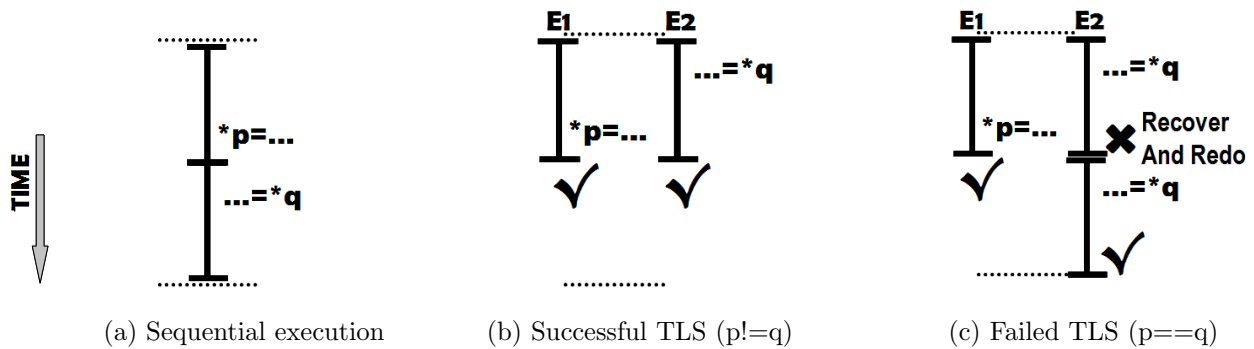 TIME
*p=...
...=*q
(a) Sequential execution
E1
E2
...=*q
*p=...
(b) Successful TLS (p!=q)
E1
E2
...=*q
*p=...
Recover
And Redo
...=*q
(c) Failed TLS (p==q)